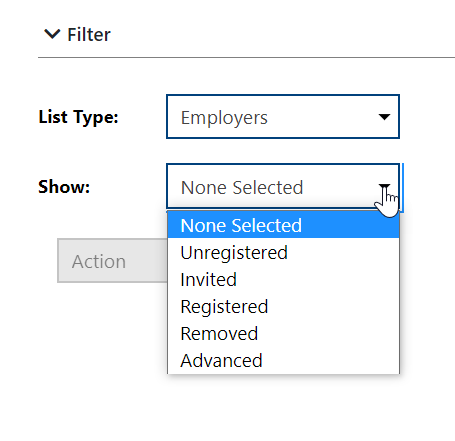 Filter
List Type:
Employers
Show:
None Selected
None Selected
Unregistered
Invited
Registered
Removed
Advanced
Action